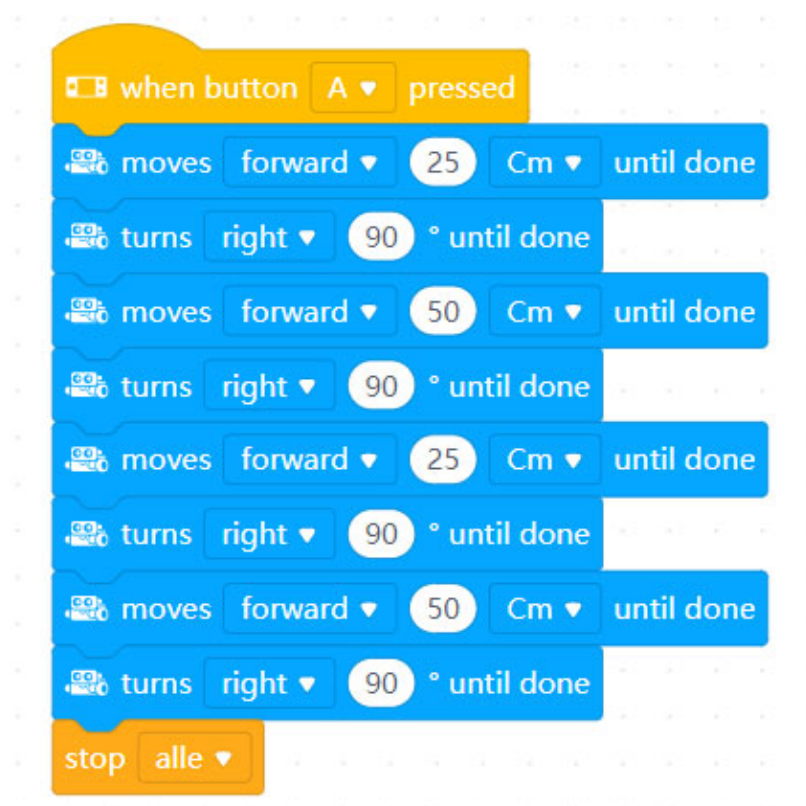 when button A pressed
moves forward 25 Cm until done
turns right 90 ° until done
moves forward 50 Cm until done
turns right 90 ° until done
moves forward 25 Cm until done
turns right 90 ° until done
moves forward 50 Cm until done
turns right 90 ° until done
stop alle